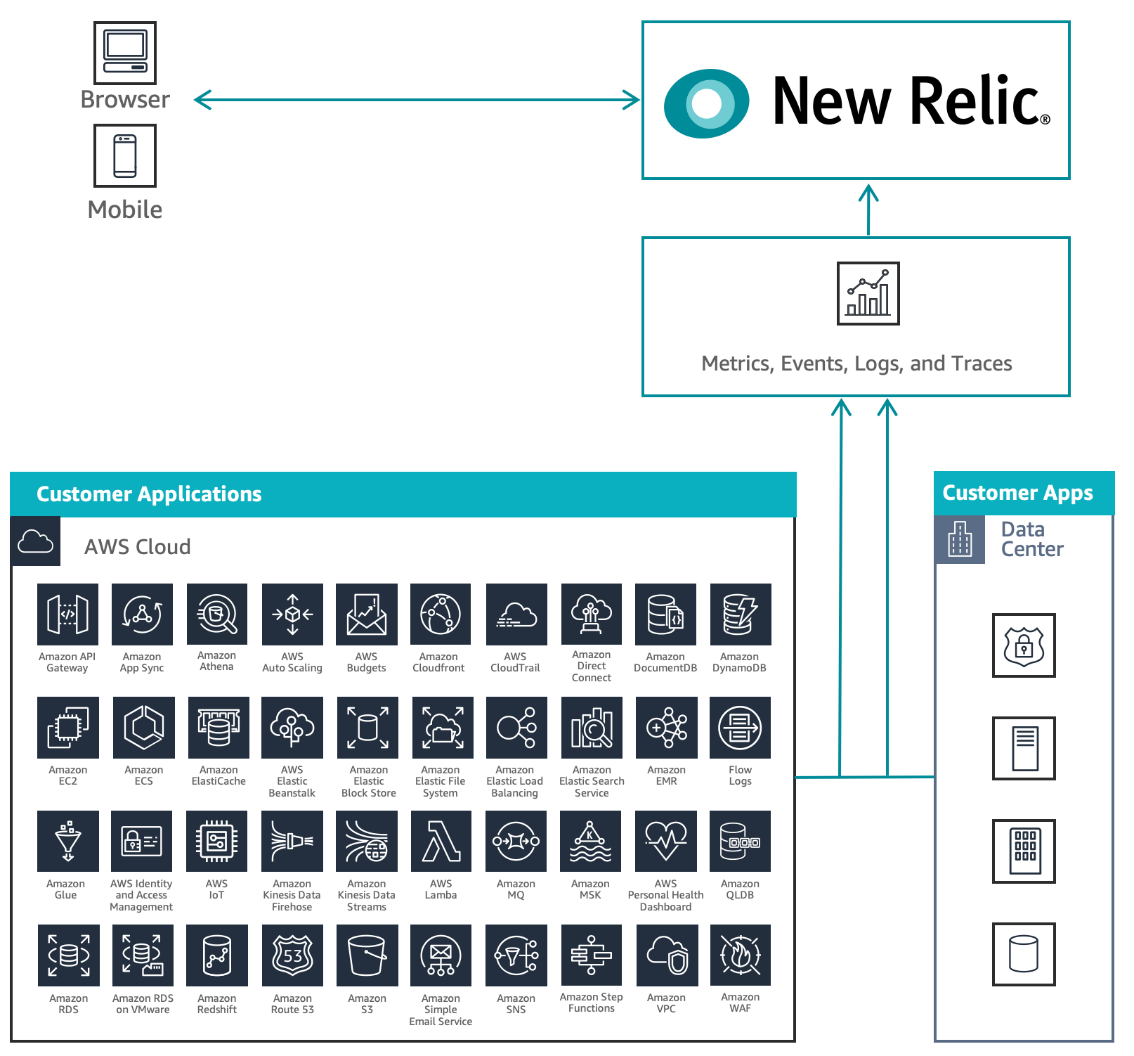 Browser
Mobile
New Relic®
Metrics, Events, Logs, and Traces
Customer Applications
AWS Cloud
Amazon API
Gateway
Amazon
App Sync
Amazon
Athena
AWS
Auto Scaling
AWS
Budgets
Amazon
Cloudfront
AWS
CloudTrail
Amazon
Direct
Connect
Amazon
DocumentDB
Amazon
DynamoDB
Amazon
EC2
Amazon
ECS
Amazon
ElastiCache
AWS
Elastic
Beanstalk
Amazon
Elastic
Block Store
Amazon
Elastic File
System
Amazon
Elastic Load
Balancing
Amazon
Elastic Search
Service
Amazon
EMR
Flow
Logs
Amazon
Glue
AWS Identity
and Access
Management
AWS
IoT
Amazon
Kinesis Data
Firehose
Amazon
Kinesis Data
Streams
AWS
Lamba
Amazon
MQ
K
Amazon
MSK
AWS
Personal Health
Dashboard
Amazon
QLDB
Amazon
RDS
Amazon RDS
on VMware
Amazon
Redshift
53
Amazon
Route 53
Amazon
S3
Amazon
Simple
Email Service
Amazon
SNS
Amazon Step
Functions
Amazon
VPC
Amazon
WAF
Customer Apps
Data
Center